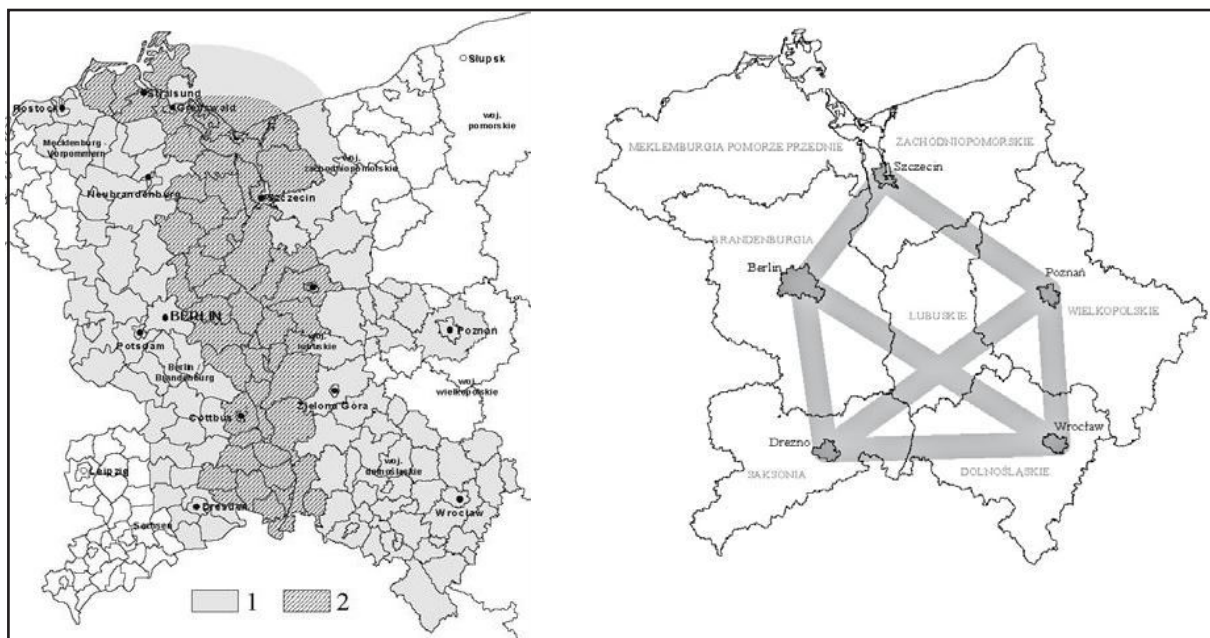 Słupsk
Stralsund
Greifswald
Rostock
woj.
pomorskie
Mecklenburg -
Vorpommern
woj.
zachodniopomorskie
Neubrandenburg
Szczecin
BERLIN
Potsdam
Poznań
woj.
lubuskie
Berlin /
Brandenburg
woj.
wielkopolskie
Zielona Góra
Cottbus
Leipzig
woj.
dolnośląskie
Dresden
Wrocław
Sachsen
1
2
MEKLEMBURGIA POMORZE PRZEDNIE
ZACHODNIOPOMORSKIE
Szczecin
BRANDENBURGIA
Berlin
Poznań
LUBUSKIE
WIELKOPOLSKIE
Drezno
Wrocław
SAKSONIA
DOLNOŚLĄSKIE